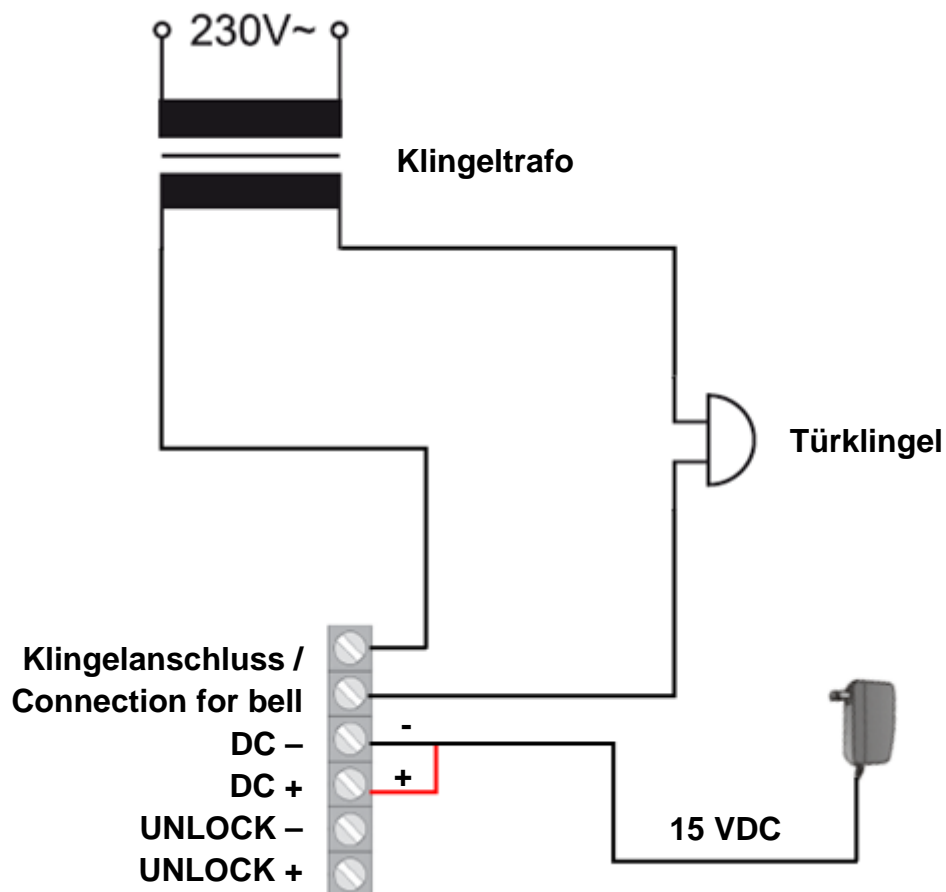 230V~
Klingeltrafo
Türklingel
Klingelanschluss /
Connection for bell
DC – -
DC + +
UNLOCK –
UNLOCK +
15 VDC